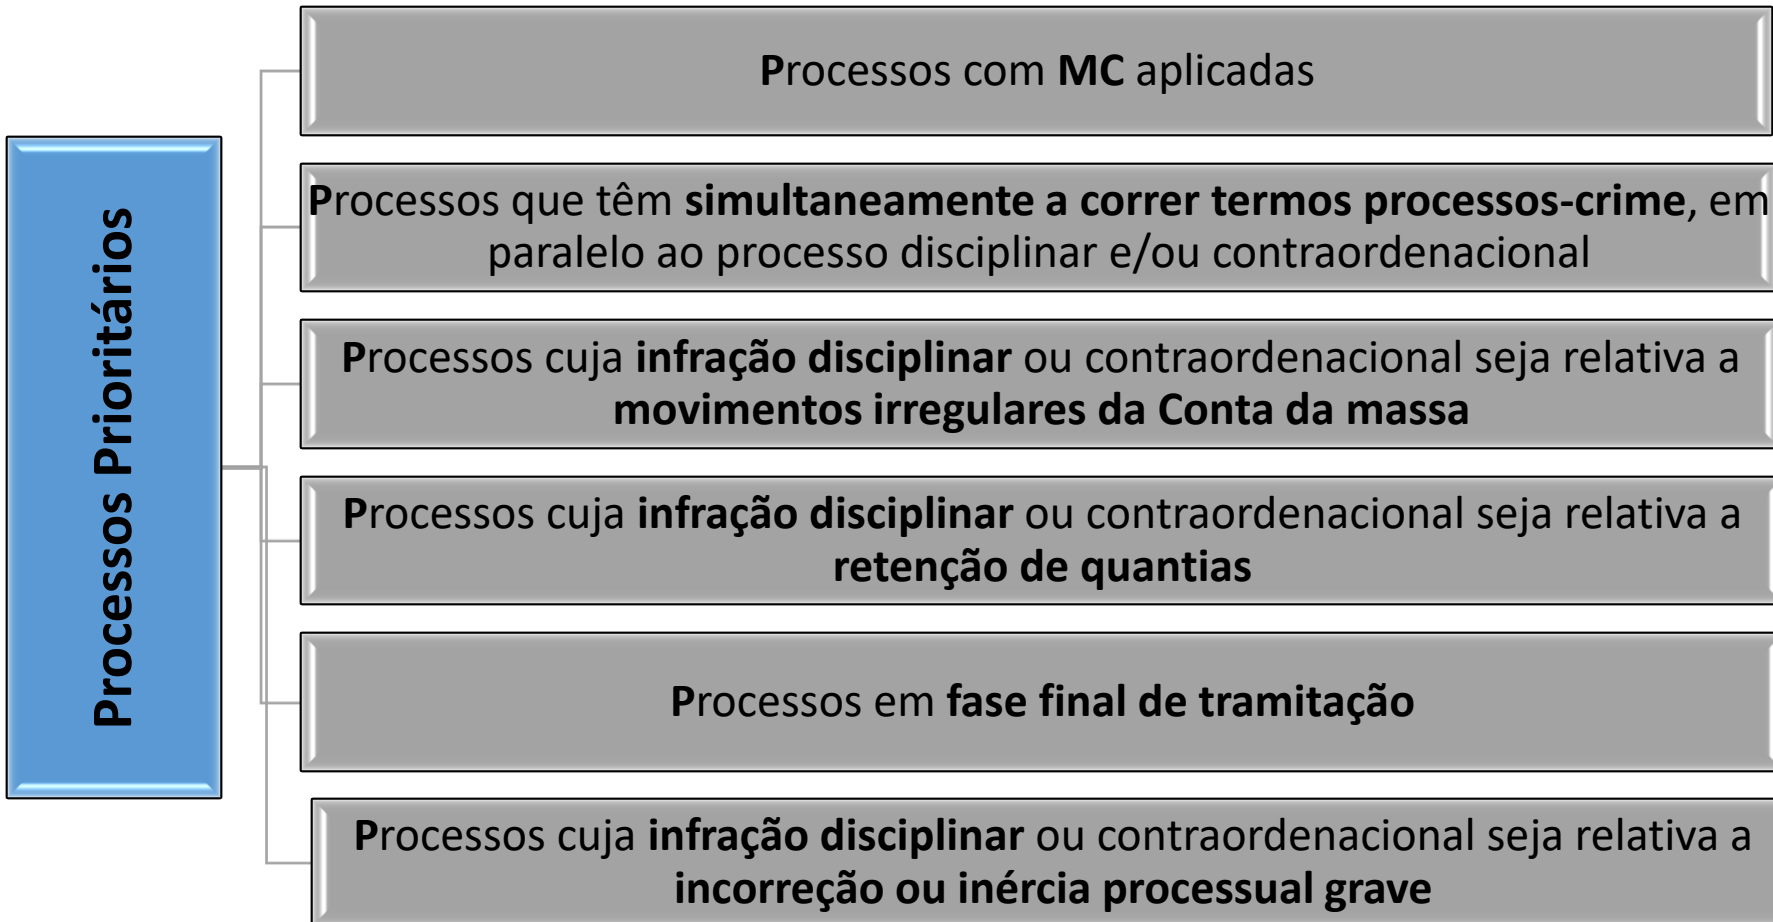 Processos Prioritários
Processos com MC aplicadas
Processos que têm simultaneamente a correr termos processos-crime, em
paralelo ao processo disciplinar e/ou contraordenacional
Processos cuja infração disciplinar ou contraordenacional seja relativa a
movimentos irregulares da Conta da massa
Processos cuja infração disciplinar ou contraordenacional seja relativa a
retenção de quantias
Processos em fase final de tramitação
Processos cuja infração disciplinar ou contraordenacional seja relativa a
incorreção ou inércia processual grave